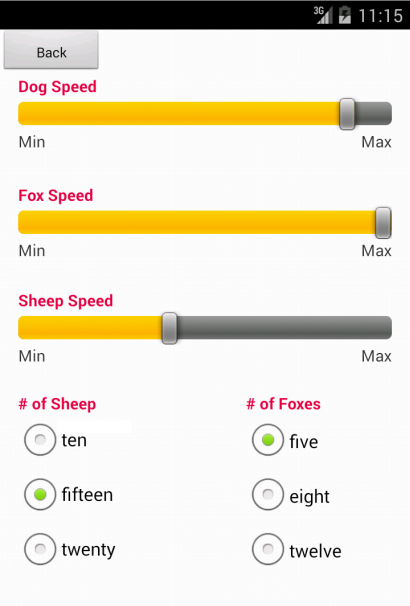 3G 11:15
Back
Dog Speed
Min Max
Fox Speed
Min Max
Sheep Speed
Min Max
# of Sheep # of Foxes
ten five
fifteen eight
twenty twelve